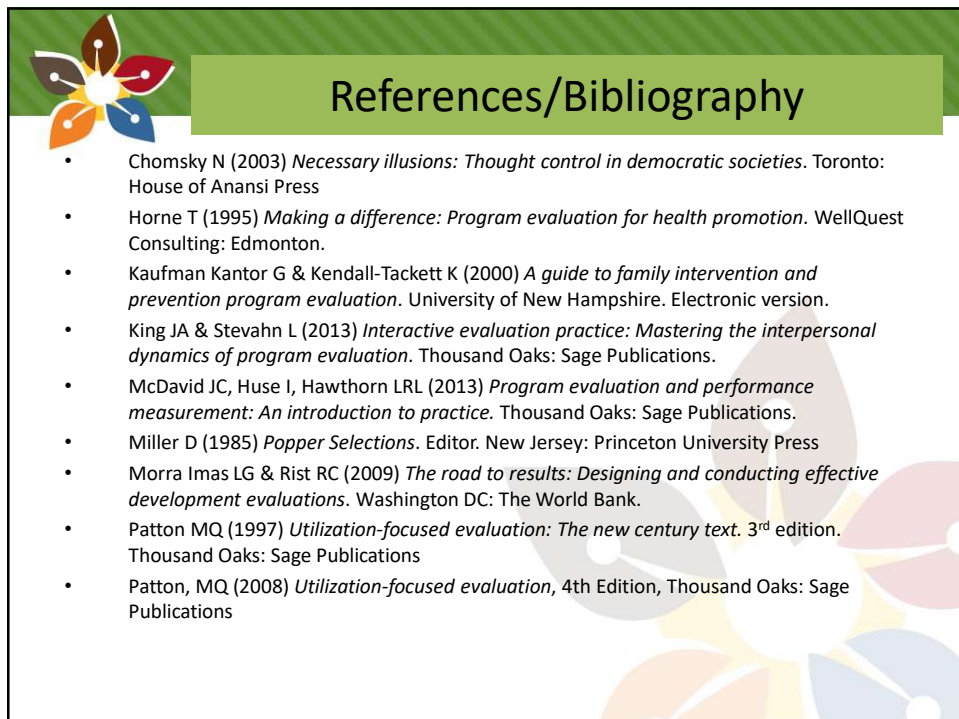 References/Bibliography
• Chomsky N (2003) Necessary illusions: Thought control in democratic societies. Toronto:
House of Anansi Press
• Horne T (1995) Making a difference: Program evaluation for health promotion. WellQuest
Consulting: Edmonton.
• Kaufman Kantor G & Kendall-Tackett K (2000) A guide to family intervention and
prevention program evaluation. University of New Hampshire. Electronic version.
• King JA & Stevahn L (2013) Interactive evaluation practice: Mastering the interpersonal
dynamics of program evaluation. Thousand Oaks: Sage Publications.
• McDavid JC, Huse I, Hawthorn LRL (2013) Program evaluation and performance
measurement: An introduction to practice. Thousand Oaks: Sage Publications.
• Miller D (1985) Popper Selections. Editor. New Jersey: Princeton University Press
• Morra Imas LG & Rist RC (2009) The road to results: Designing and conducting effective
development evaluations. Washington DC: The World Bank.
• Patton MQ (1997) Utilization-focused evaluation: The new century text. 3rd edition.
Thousand Oaks: Sage Publications
• Patton, MQ (2008) Utilization-focused evaluation, 4th Edition, Thousand Oaks: Sage
Publications